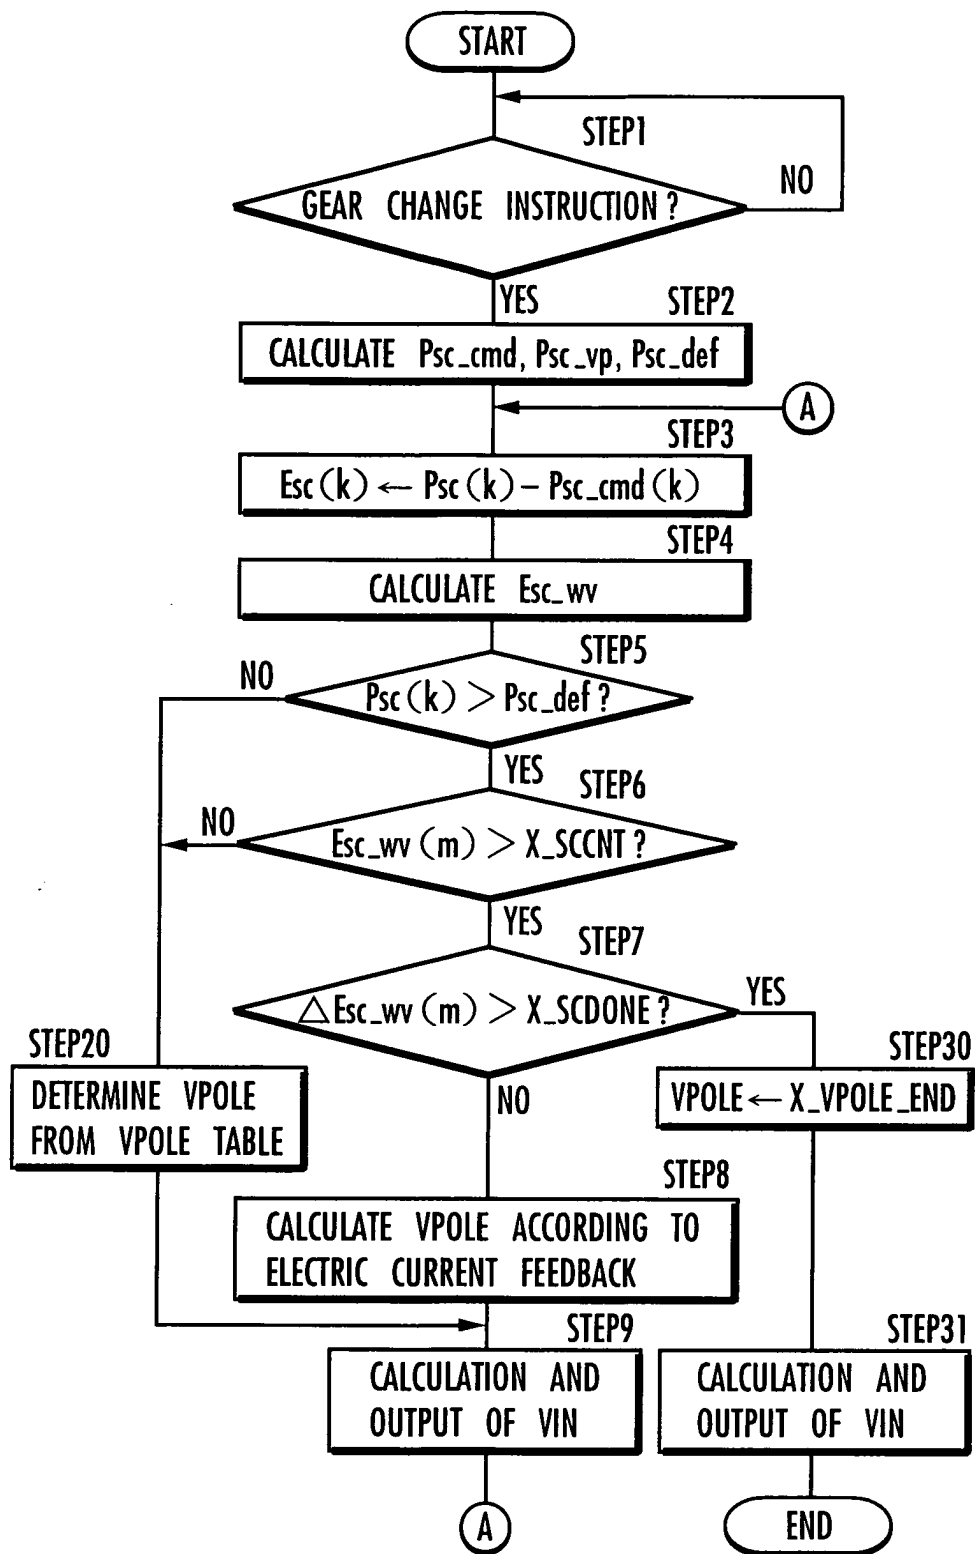 START
STEP1
GEAR CHANGE INSTRUCTION ?
NO
YES
STEP2
CALCULATE Psc_cmd, Psc_vp, Psc_def
A
STEP3
Esc (k) ← Psc (k) – Psc_cmd (k)
STEP4
CALCULATE Esc_wv
STEP5
NO
Psc (k) > Psc_def ?
YES
STEP6
NO
Esc_wv (m) > X_SCCNT ?
YES
STEP7
△Esc_wv (m) > X_SCDONE ?
YES
STEP20
DETERMINE VPOLE
FROM VPOLE TABLE
NO
STEP30
VPOLE ← X_VPOLE_END
STEP8
CALCULATE VPOLE ACCORDING TO
ELECTRIC CURRENT FEEDBACK
STEP9
CALCULATION AND
OUTPUT OF VIN
STEP31
CALCULATION AND
OUTPUT OF VIN
A
END